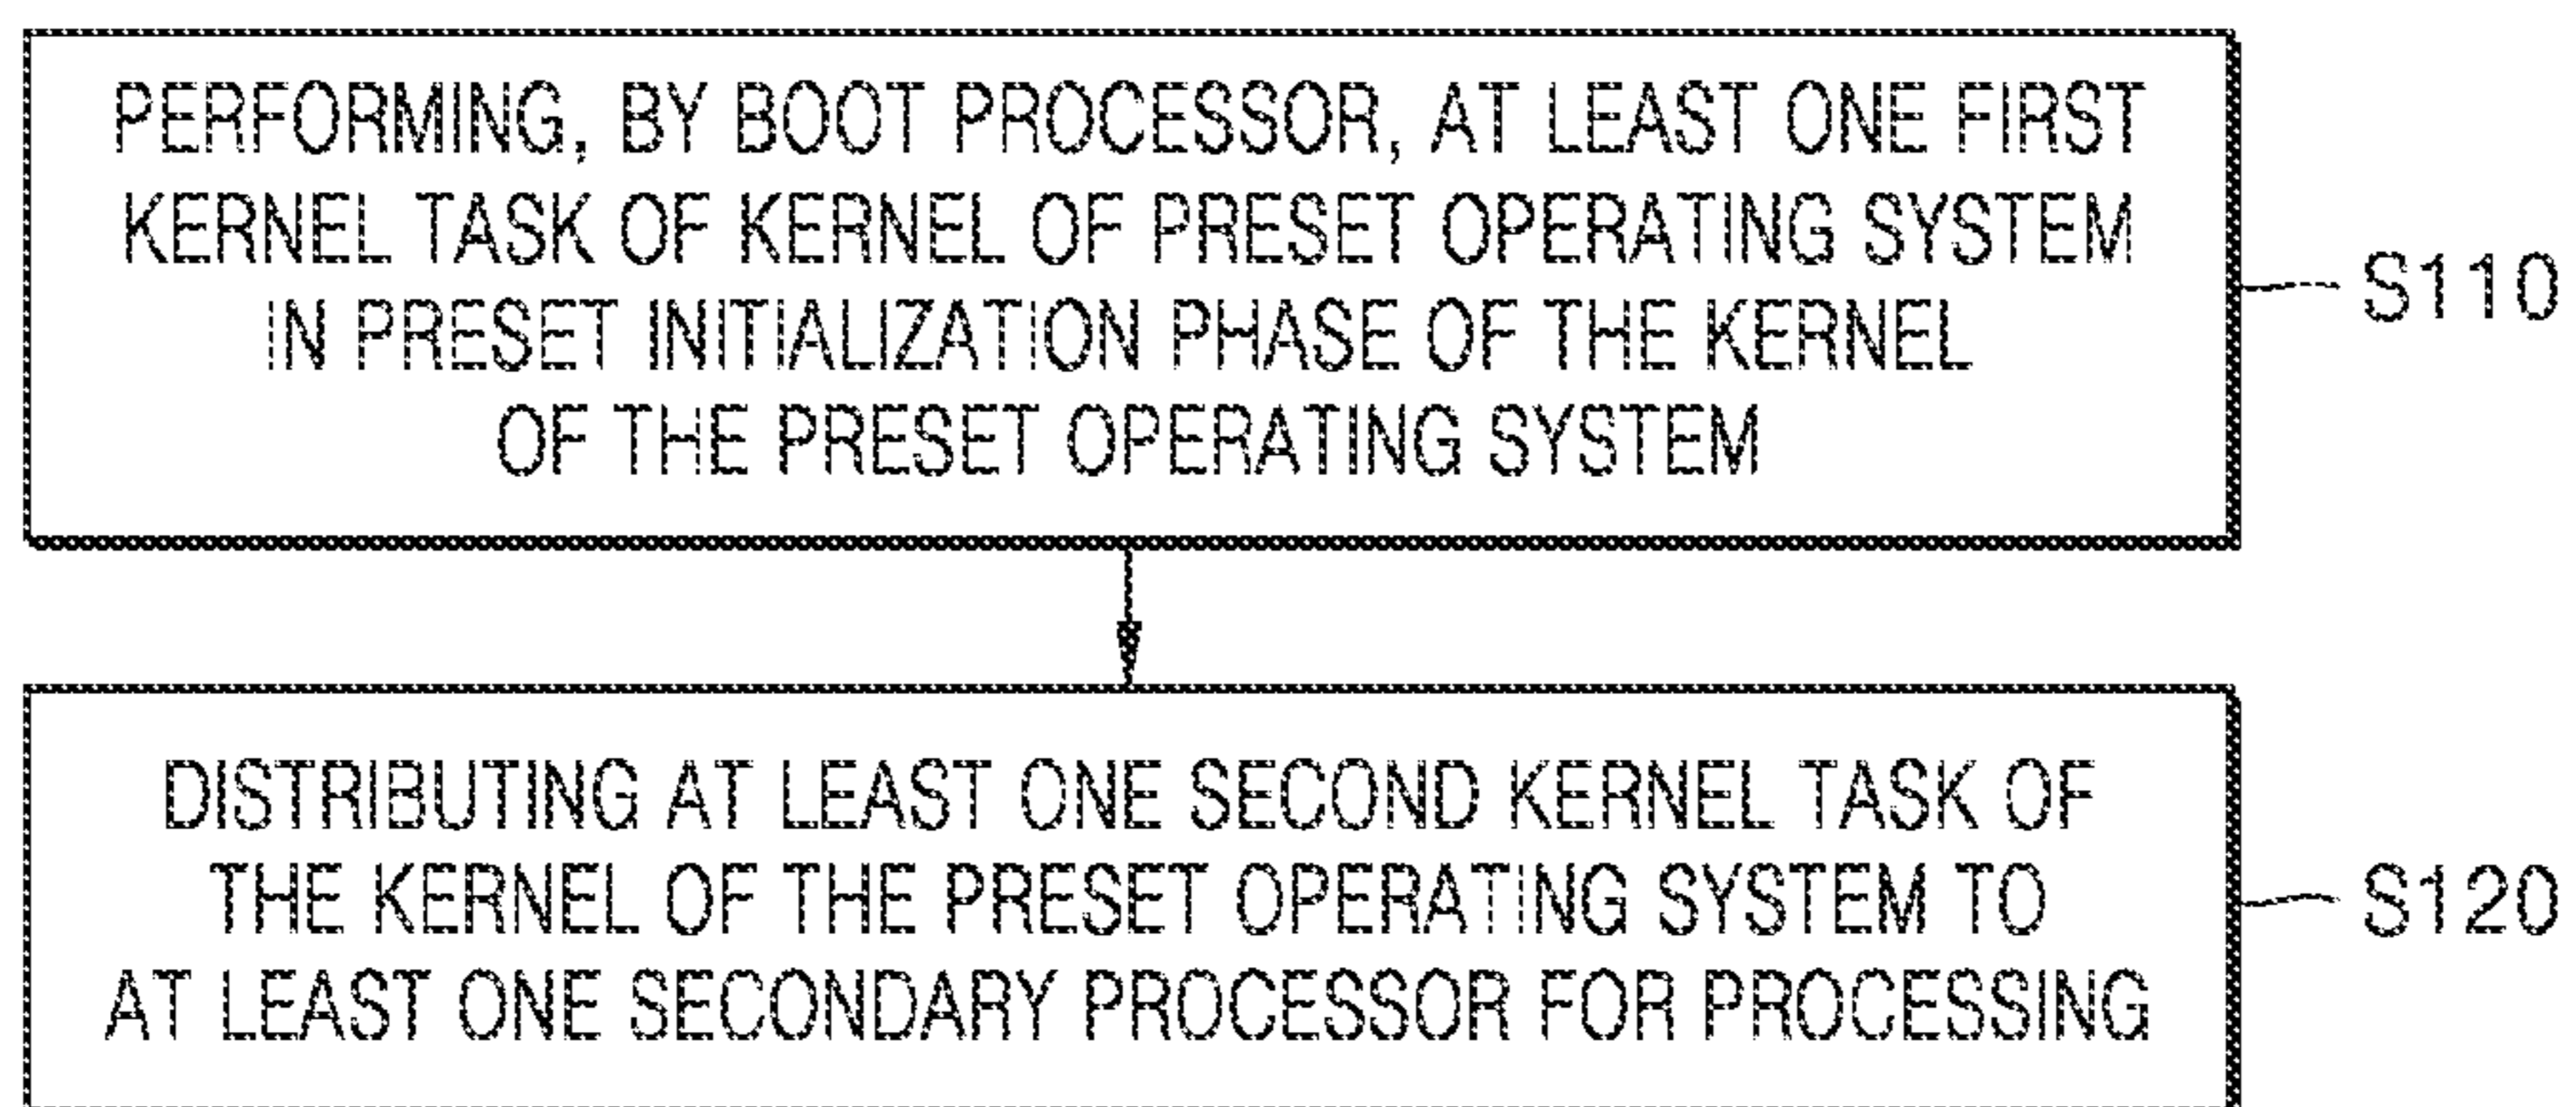 PERFORMING, BY BOOT PROCESSOR, AT LEAST ONE FIRST
KERNEL TASK OF KERNEL OF PRESET OPERATING SYSTEM
IN PRESET INITIALIZATION PHASE OF THE KERNEL
OF THE PRESET OPERATING SYSTEM
S110
DISTRIBUTING AT LEAST ONE SECOND KERNEL TASK OF
THE KERNEL OF THE PRESET OPERATING SYSTEM TO
AT LEAST ONE SECONDARY PROCESSOR FOR PROCESSING
S120